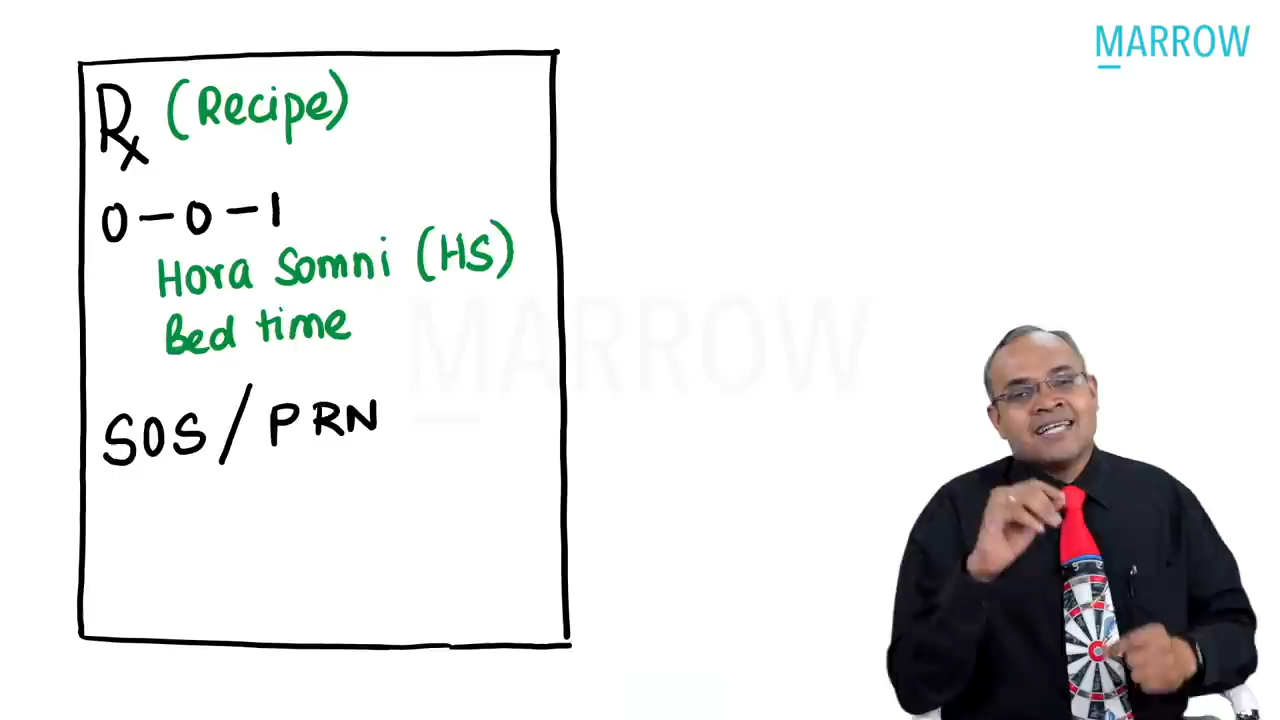 MARROW
Rx (Recipe)
0-0-1
Hora Somni (HS)
Bed time
SOS / PRN
MARROW